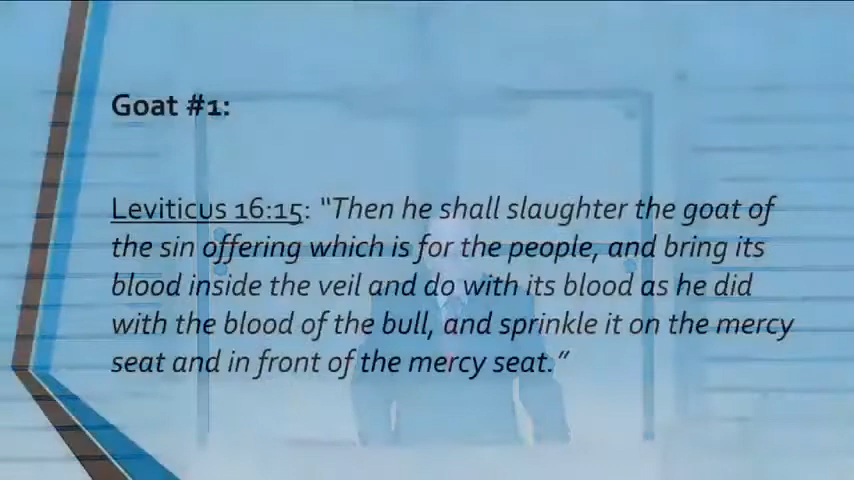 Goat #1:
Leviticus 16:15: “Then he shall slaughter the goat of
the sin offering which is for the people, and bring its
blood inside the veil and do with its blood as he did
with the blood of the bull, and sprinkle it on the mercy
seat and in front of the mercy seat.”